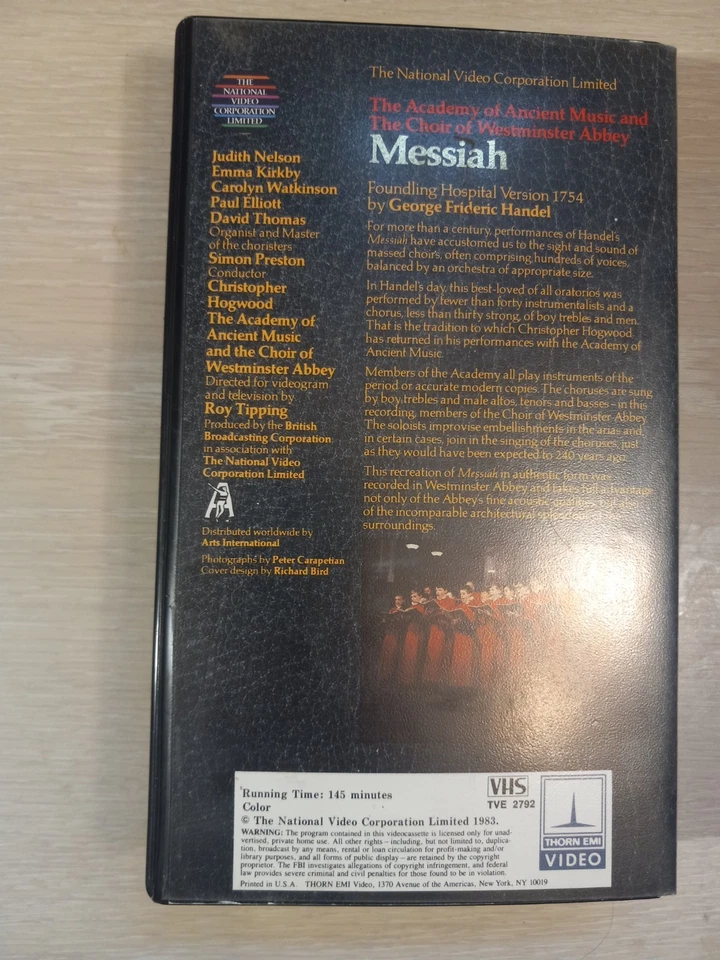 THE
NATIONAL
VIDEO
CORPORATION
LIMITED
Judith Nelson
Emma Kirkby
Carolyn Watkinson
Paul Elliott
David Thomas
Organist and Master
of the choristers
Simon Preston
Conductor
Christopher
Hogwood
The Academy of
Ancient Music
and the Choir of
Westminster Abbey
Directed for videogram
and television by
Roy Tipping
Produced by the British
Broadcasting Corporation
in association with
The National Video
Corporation Limited
Distributed worldwide by
Arts International
Photographs by Peter Carapetian
Cover design by Richard Bird
The National Video Corporation Limited
The Academy of Ancient Music and
The Choir of Westminster Abbey
Messiah
Foundling Hospital Version 1754
by George Frideric Handel
For more than a century, performances of Handel's
Messiah have accustomed us to the sight and sound of
massed choirs, often comprising hundreds of voices,
balanced by an orchestra of appropriate size.
In Handel's day, this best-loved of all oratorios was
performed by fewer than forty instrumentalists and a
chorus, less than thirty strong, of boy trebles and men.
That is the tradition to which Christopher Hogwood
has returned in his performances with the Academy of
Ancient Music.
Members of the Academy all play instruments of the
period or accurate modern copies. The choruses are sung
by boy trebles and male altos, tenors and basses – in this
recording, members of the Choir of Westminster Abbey.
The soloists improvise embellishments in the arias and,
in certain cases, join in the singing of the choruses, just
as they would have been expected to 240 years ago.
This recreation of Messiah in authentic form was
recorded in Westminster Abbey and takes full advantage
not only of the Abbey's fine acoustic
of the incomparable architectural
surroundings.
Running Time: 145 minutes
Color
© The National Video Corporation Limited 1983.
WARNING: The program contained in this videocassette is licensed only for unad-
vertised, private home use. All other rights – including, but not limited to, duplica-
tion, broadcast by any means, rental or loan circulation for profit-making and/or
library purposes, and all forms of public display – are retained by the copyright
proprietor. The FBI investigates allegations of copyright infringement, and federal
law provides severe criminal and civil penalties for those found to be in violation.
Printed in U.S.A. THORN EMI Video, 1370 Avenue of the Americas, New York, NY 10019
VHS
TVE 2792
THORN EMI
VIDEO